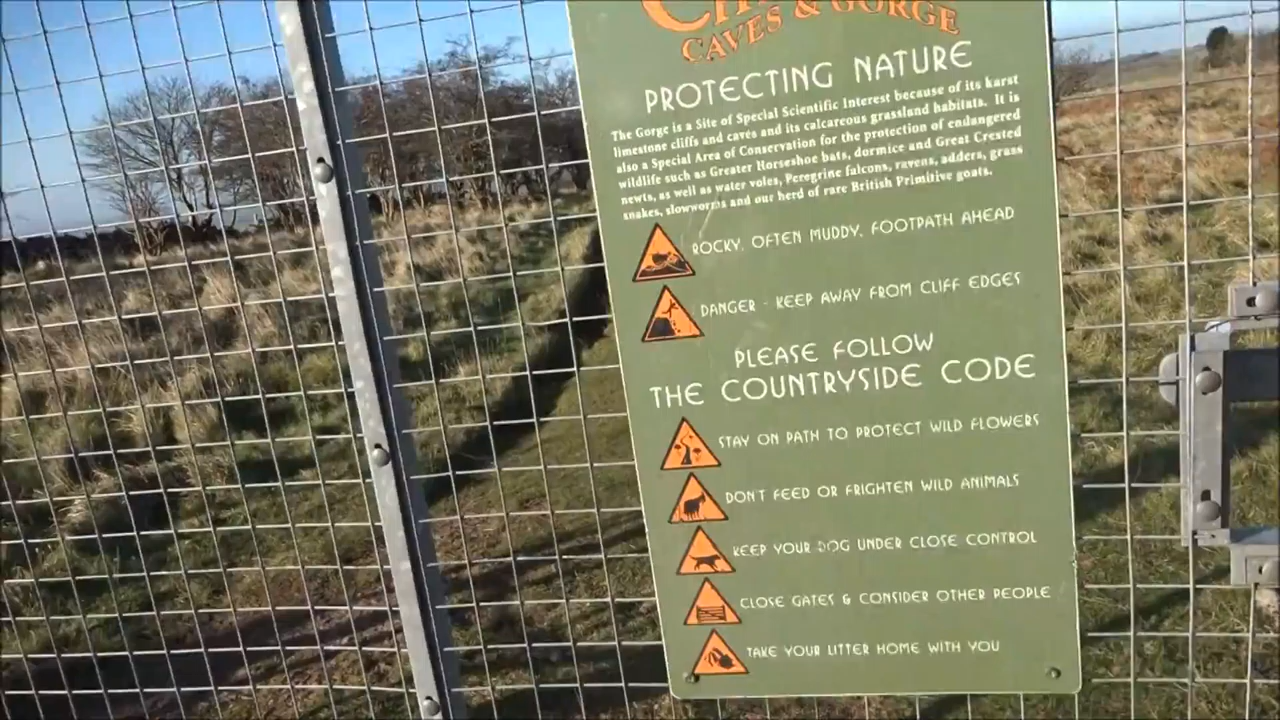 CAVES & GORGE
PROTECTING NATURE
The Gorge is a Site of Special Scientific Interest because of its karst
limestone cliffs and caves and its calcareous grassland habitats. It is
also a Special Area of Conservation for the protection of endangered
wildlife such as Greater Horseshoe bats, dormice and Great Crested
newts, as well as water voles, Peregrine falcons, ravens, adders, grass
snakes, slowworms and our herd of rare British Primitive goats.
ROCKY, OFTEN MUDDY, FOOTPATH AHEAD
DANGER - KEEP AWAY FROM CLIFF EDGES
PLEASE FOLLOW
THE COUNTRYSIDE CODE
STAY ON PATH TO PROTECT WILD FLOWERS
DON'T FEED OR FRIGHTEN WILD ANIMALS
KEEP YOUR DOG UNDER CLOSE CONTROL
CLOSE GATES & CONSIDER OTHER PEOPLE
TAKE YOUR LITTER HOME WITH YOU